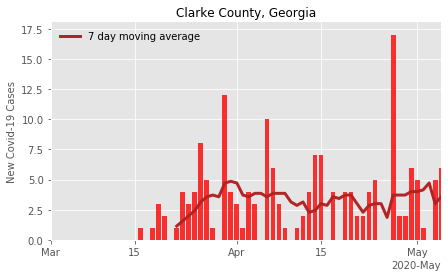 Clarke County, Georgia
7 day moving average
New Covid-19 Cases
17.5
15.0
12.5
10.0
7.5
5.0
2.5
0.0
Mar 15 Apr 15 May
2020-May